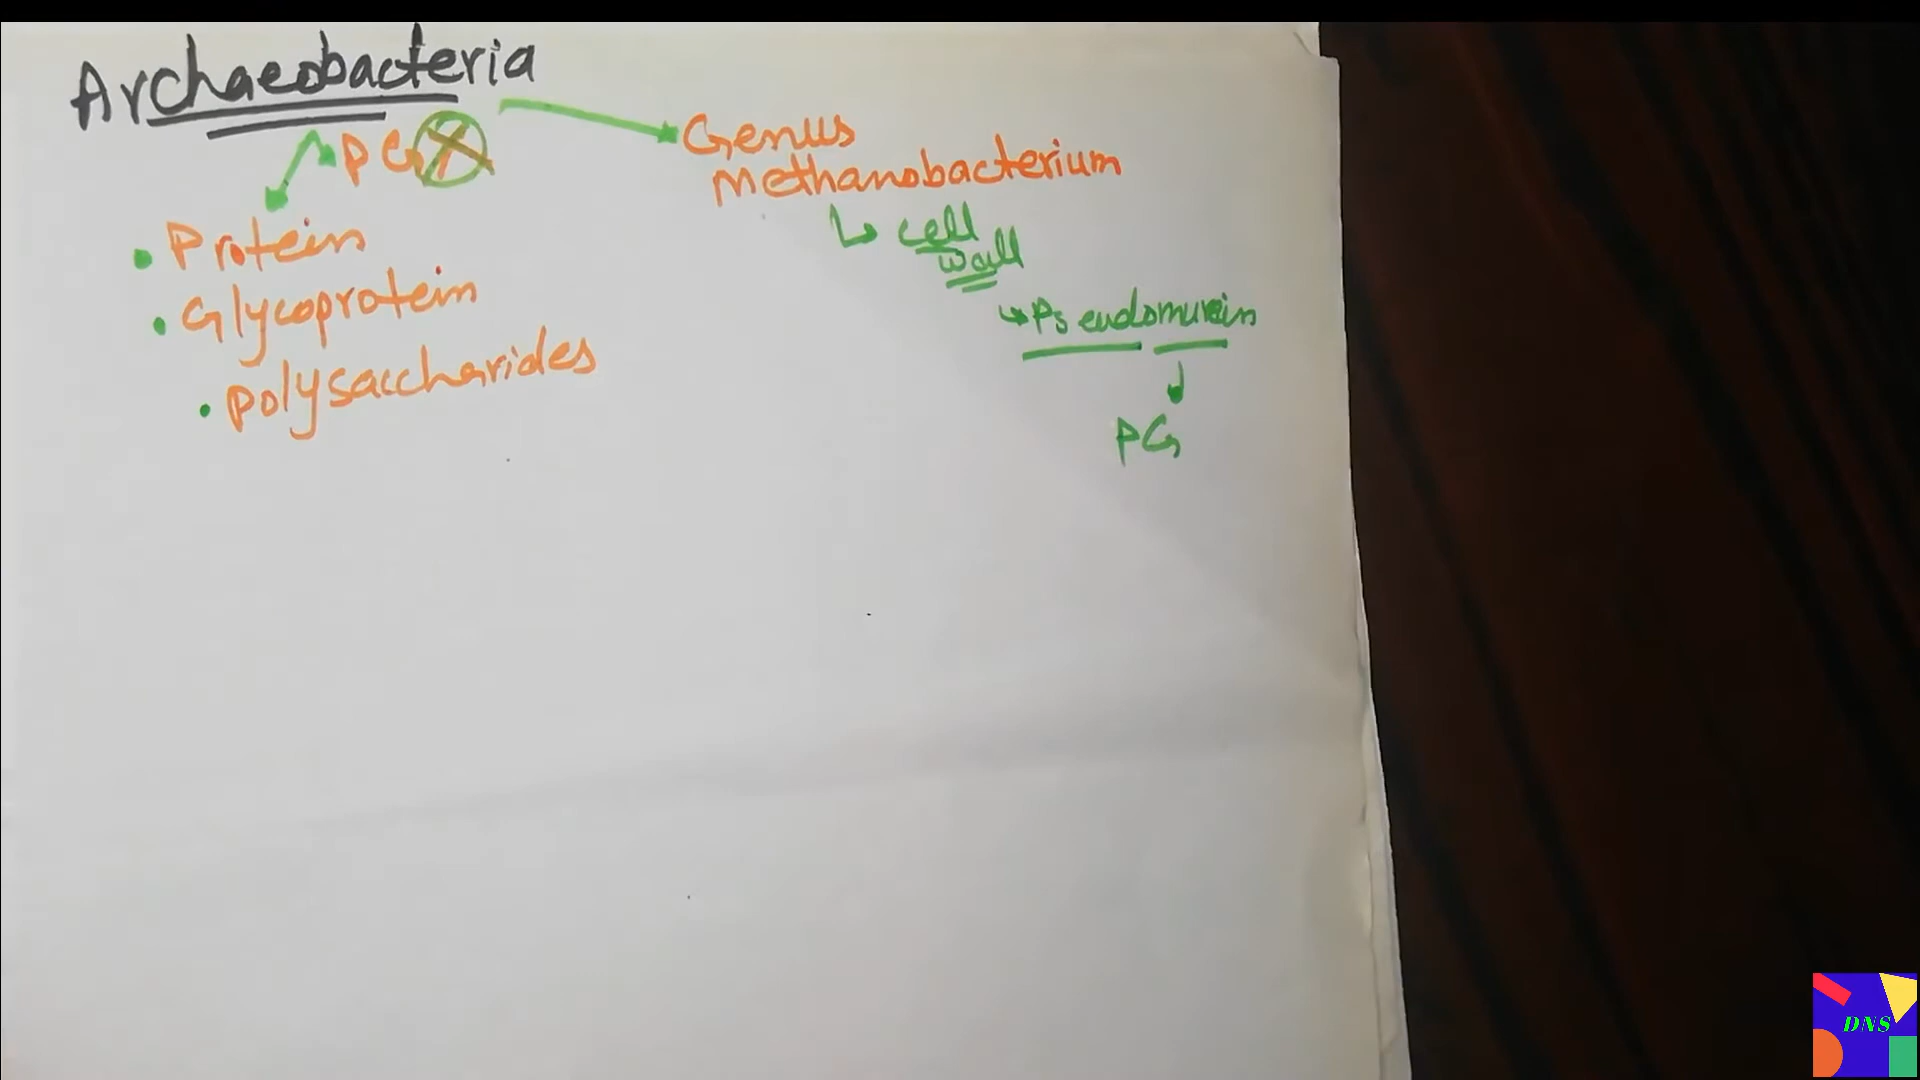 Archaeobacteria
PG
• Protein
• Glycoprotein
• Polysaccharides
Genus
Methanobacterium
cell
wall
Pseudomurein
PG
DNS